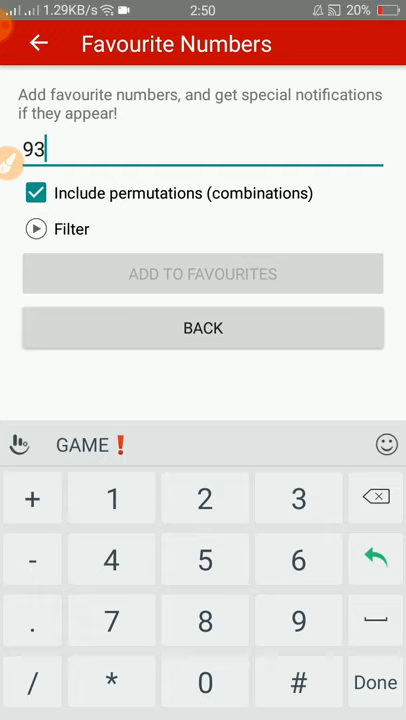 1.29KB/s 2:50 20%
Favourite Numbers
Add favourite numbers, and get special notifications
if they appear!
93
Include permutations (combinations)
Filter
ADD TO FAVOURITES
BACK
GAME❗
+ 1 2 3
- 4 5 6
. 7 8 9
/ * 0 # Done